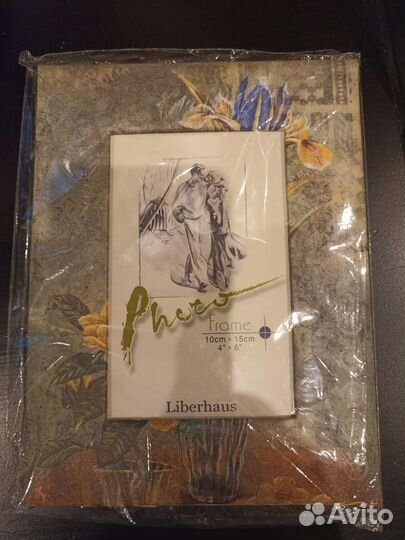 Photo
Frame
10cm × 15cm
4" × 6"
Liberhaus
Avito